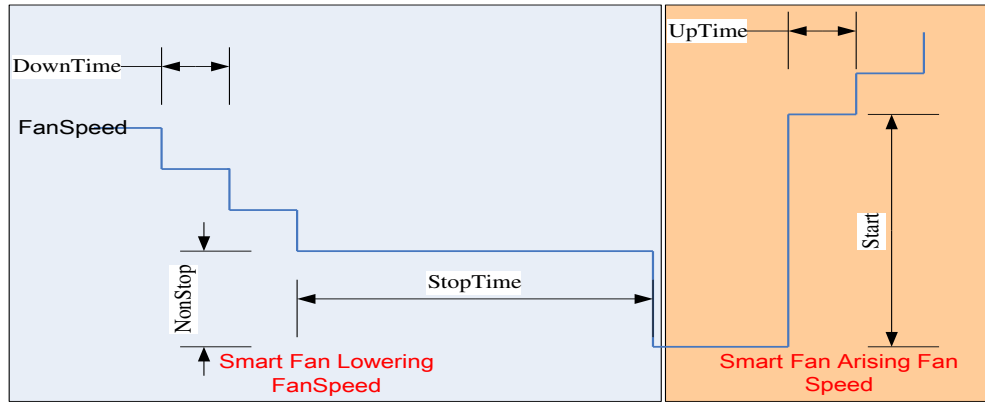 UpTime
DownTime
FanSpeed
Start
NonStop
StopTime
Smart Fan Lowering
FanSpeed
Smart Fan Arising Fan
Speed